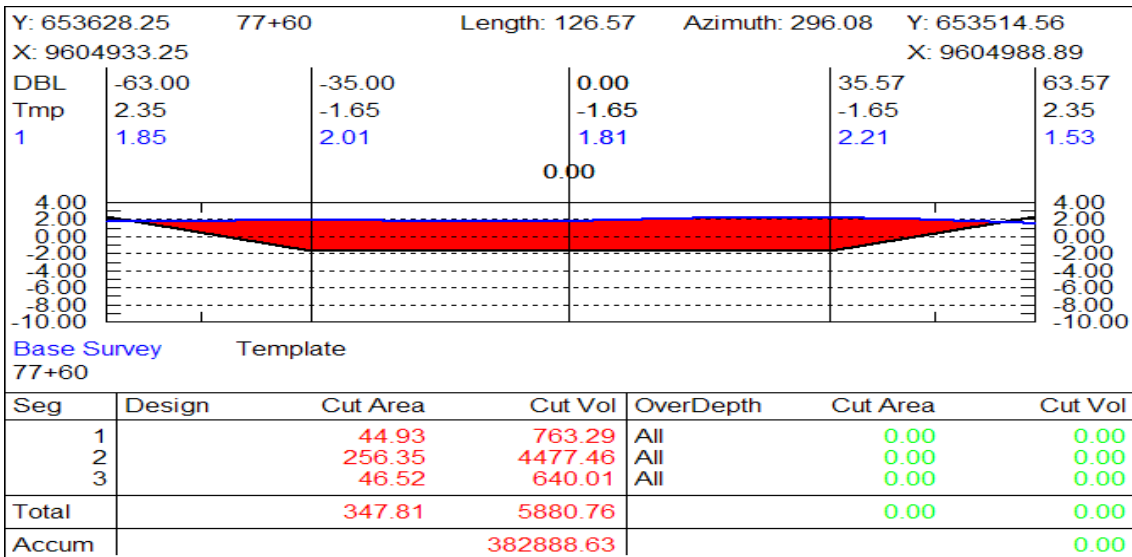 Y: 653628.25 77+60 Length: 126.57 Azimuth: 296.08 Y: 653514.56
X: 9604933.25 X: 9604988.89
DBL -63.00 -35.00 0.00 35.57 63.57
Tmp 2.35 -1.65 -1.65 -1.65 2.35
1 1.85 2.01 1.81 2.21 1.53
0.00
4.00 4.00
2.00 2.00
0.00 0.00
-2.00 -2.00
-4.00 -4.00
-6.00 -6.00
-8.00 -8.00
-10.00 -10.00
Base Survey Template
77+60
Seg Design Cut Area Cut Vol OverDepth Cut Area Cut Vol
1 44.93 763.29 All 0.00 0.00
2 256.35 4477.46 All 0.00 0.00
3 46.52 640.01 All 0.00 0.00
Total 347.81 5880.76 0.00 0.00
Accum 382888.63 0.00